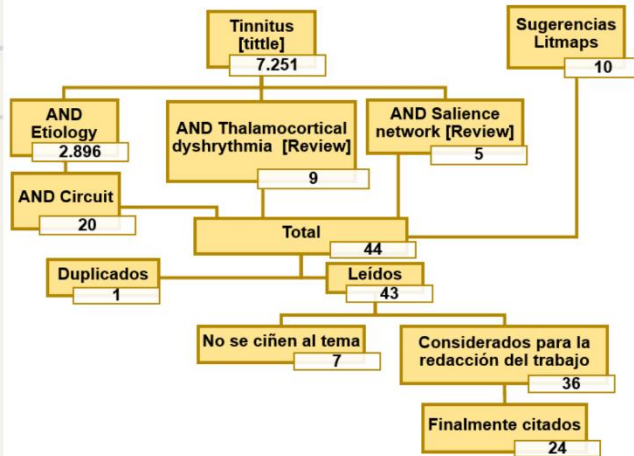 Tinnitus
[tittle]
7.251
Sugerencias
Litmaps
10
AND
Etiology
2.896
AND Thalamocortical
dyshrythmia [Review]
9
AND Salience
network [Review]
5
AND Circuit
20
Total
44
Duplicados
1
Leídos
43
No se ciñen al tema
7
Considerados para la
redacción del trabajo
36
Finalmente citados
24